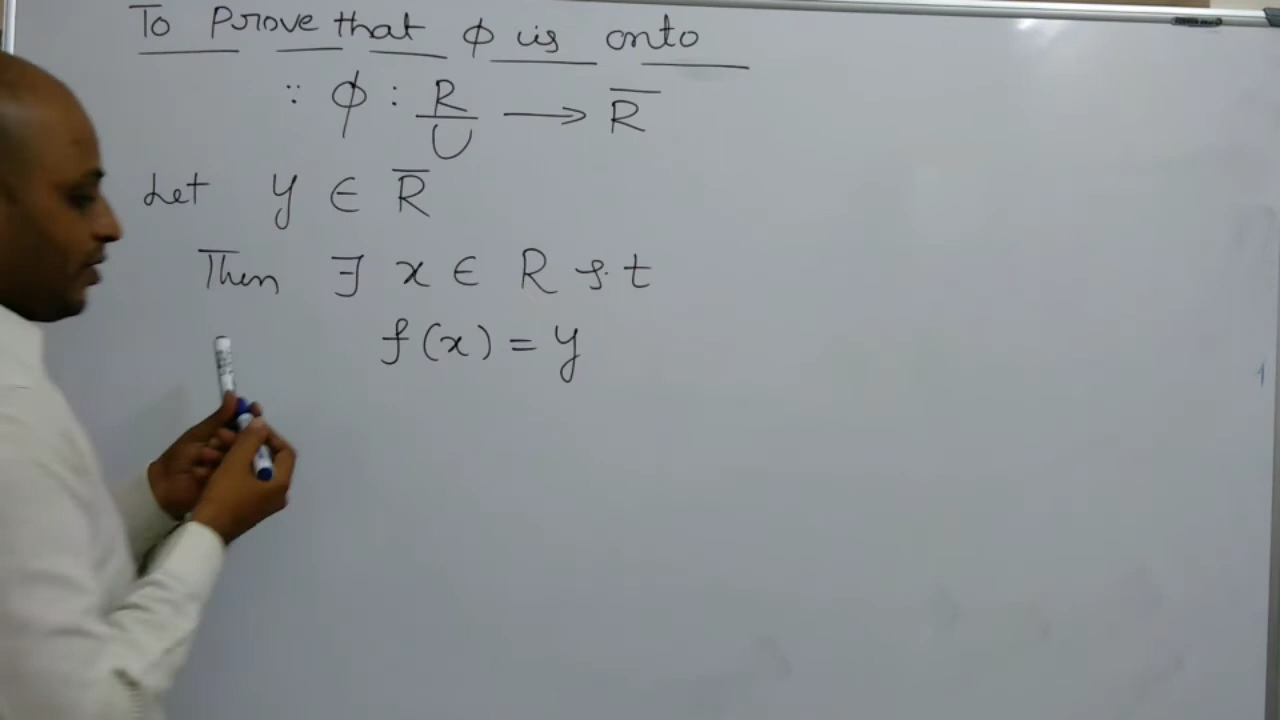 To Prove that ϕ is onto
∵ ϕ : R/U ⟶ R̅
Let y ∈ R̅
Then ∃ x ∈ R s.t
f(x) = y